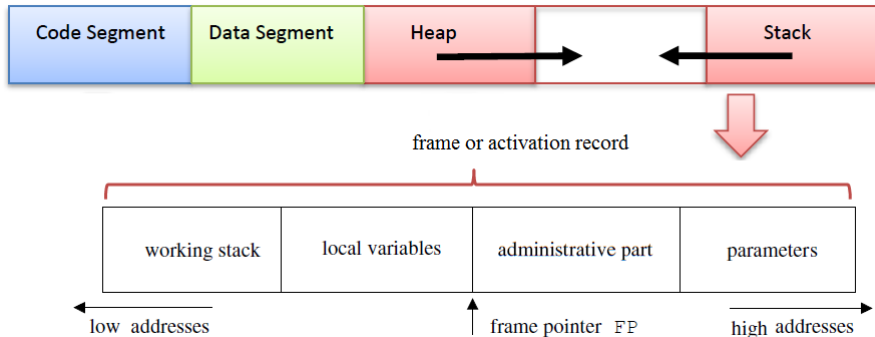 Code Segment Data Segment Heap Stack
frame or activation record
working stack local variables administrative part parameters
low addresses frame pointer FP high addresses